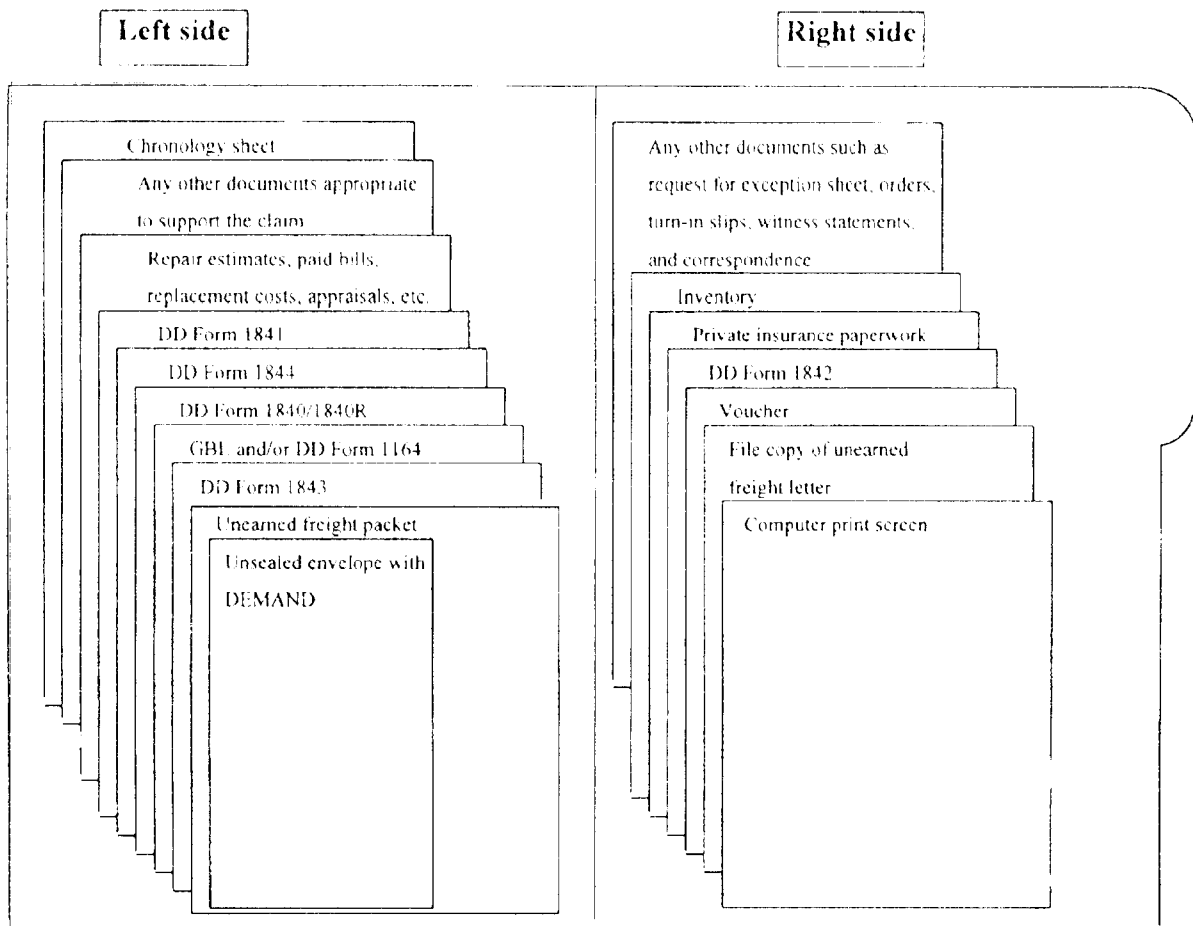 Left side
Chronology sheet
Any other documents appropriate
to support the claim
Repair estimates, paid bills,
replacement costs, appraisals, etc.
DD Form 1841
DD Form 1844
DD Form 1840/1840R
GBL and/or DD Form 1164
DD Form 1843
Unearned freight packet
Unsealed envelope with
DEMAND
Right side
Any other documents such as
request for exception sheet, orders,
turn-in slips, witness statements,
and correspondence
Inventory
Private insurance paperwork
DD Form 1842
Voucher
File copy of unearned
freight letter
Computer print screen